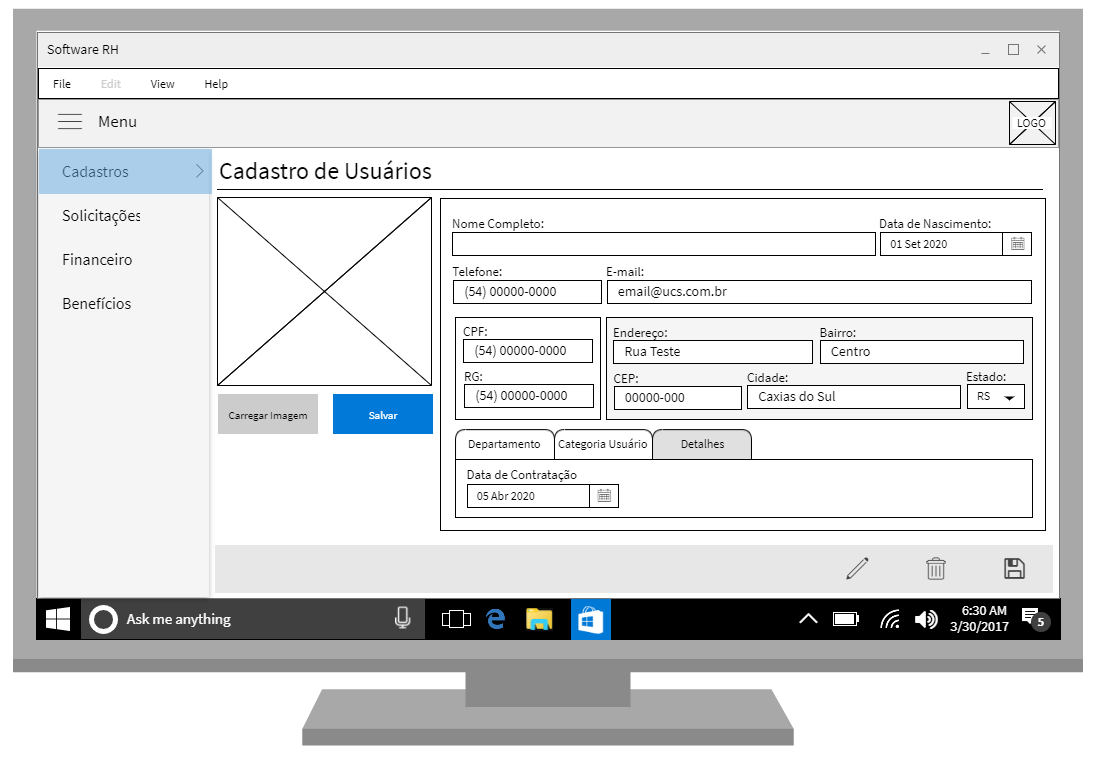 Software RH
File Edit View Help
Menu
LOGO
Cadastros
Solicitações
Financeiro
Benefícios
Cadastro de Usuários
Carregar Imagem
Salvar
Nome Completo:
Data de Nascimento:
01 Set 2020
Telefone:
E-mail:
(54) 00000-0000
email@ucs.com.br
CPF:
(54) 00000-0000
RG:
(54) 00000-0000
Endereço:
Bairro:
Rua Teste
Centro
CEP:
Cidade:
Estado:
00000-000
Caxias do Sul
RS
Departamento
Categoria Usuário
Detalhes
Data de Contratação
05 Abr 2020
Ask me anything
6:30 AM
3/30/2017
5